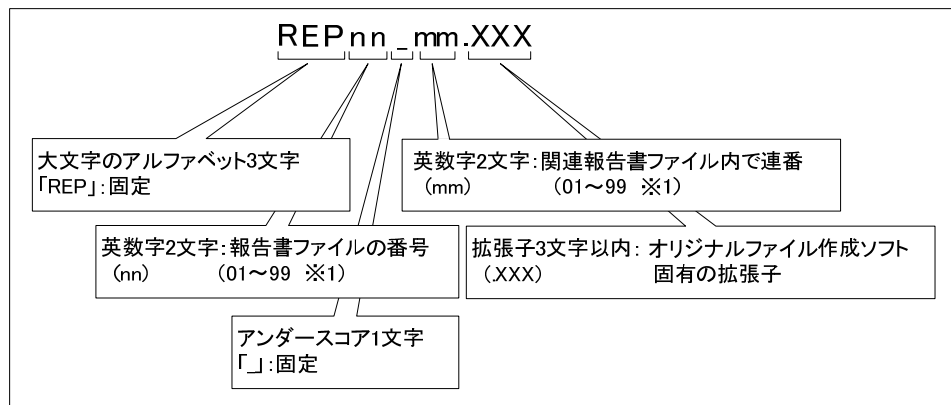 REPnn_mm.XXX
大文字のアルファベット3文字
「REP」:固定
英数字2文字:関連報告書ファイル内で連番
(mm) (01～99 ※1)
英数字2文字:報告書ファイルの番号
(nn) (01～99 ※1)
拡張子3文字以内: オリジナルファイル作成ソフト
(.XXX) 固有の拡張子
アンダースコア1文字
「_」:固定